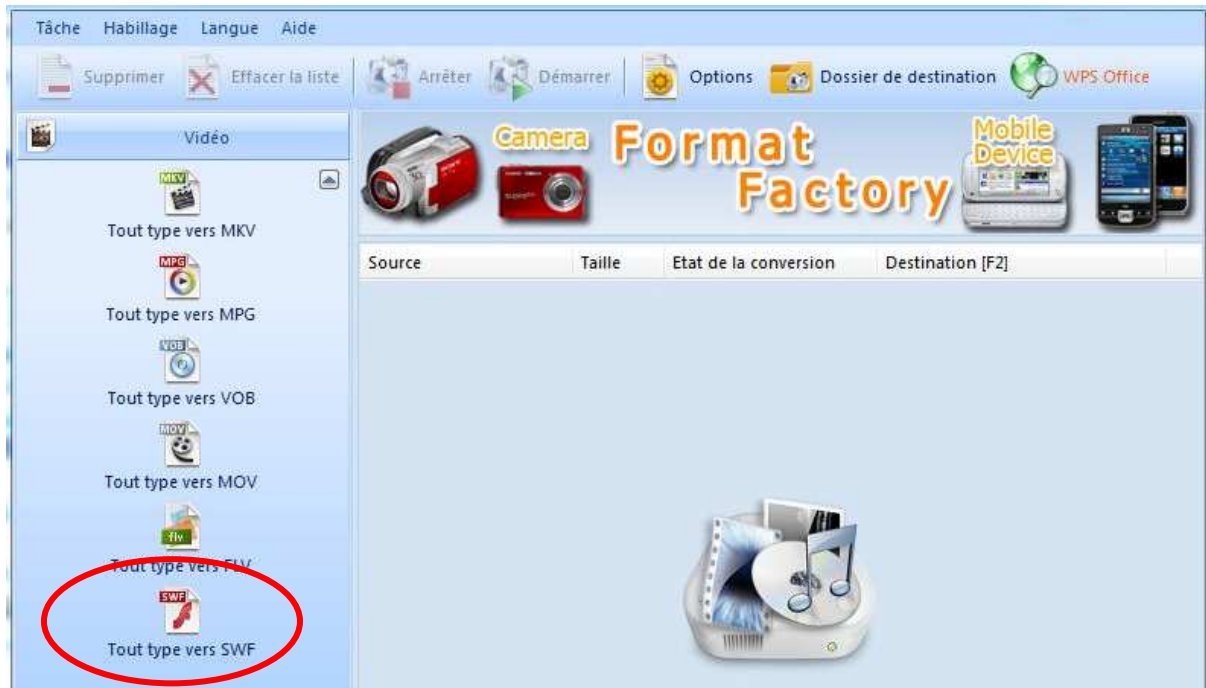 Tâche Habillage Langue Aide
Supprimer Effacer la liste Arrêter Démarrer Options Dossier de destination WPS Office
Vidéo
Camera Format Factory Mobile Device
MKV
Tout type vers MKV
Source Taille Etat de la conversion Destination [F2]
MPG
Tout type vers MPG
VOB
Tout type vers VOB
MOV
Tout type vers MOV
flv
Tout type vers FLV
SWF
Tout type vers SWF